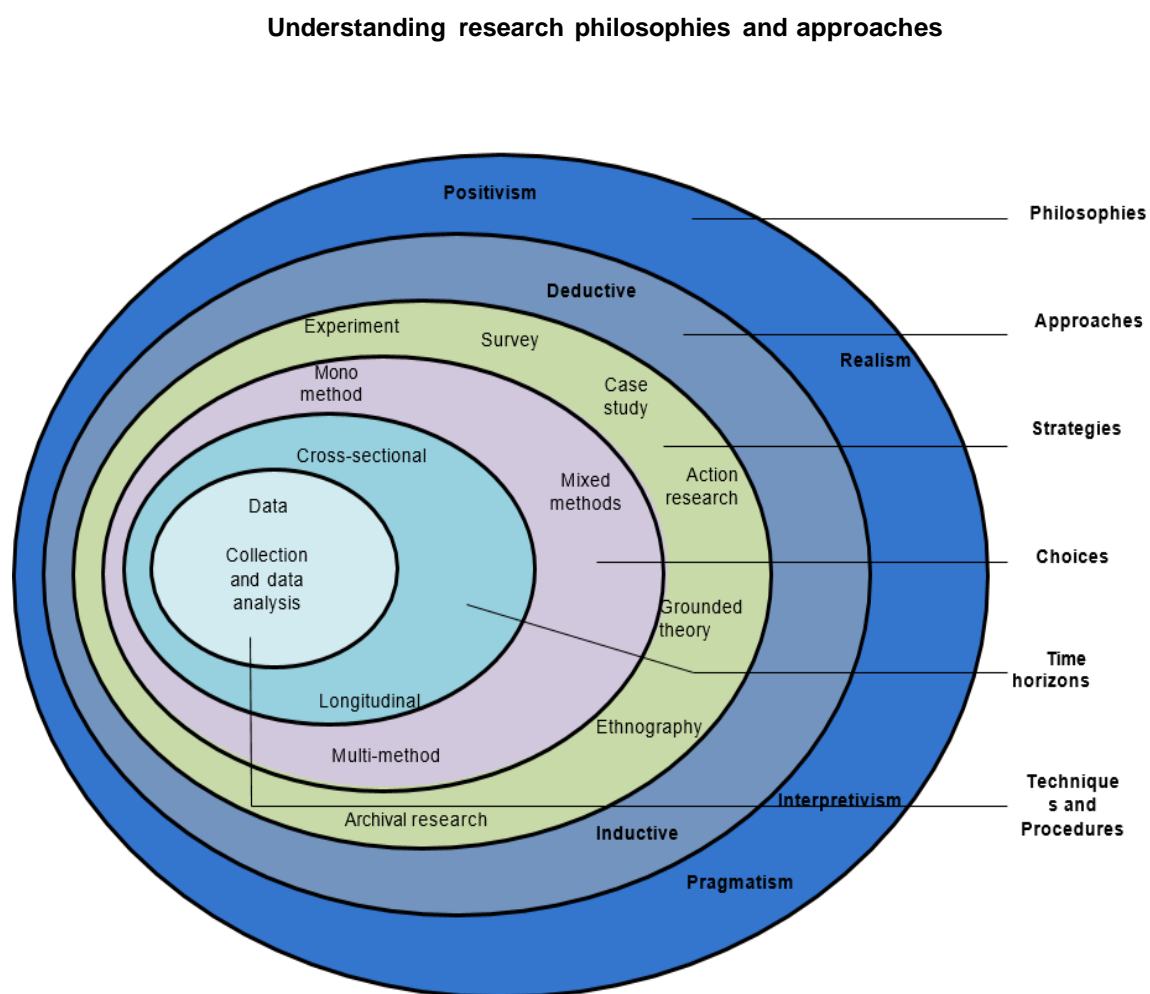 Understanding research philosophies and approaches
Positivism
Philosophies
Deductive
Approaches
Experiment
Survey
Realism
Mono
method
Case
study
Strategies
Cross-sectional
Mixed
methods
Action
research
Data
Collection
and data
analysis
Choices
Grounded
theory
Time
horizons
Longitudinal
Ethnography
Multi-method
Technique
s and
Procedures
Interpretivism
Archival research
Inductive
Pragmatism